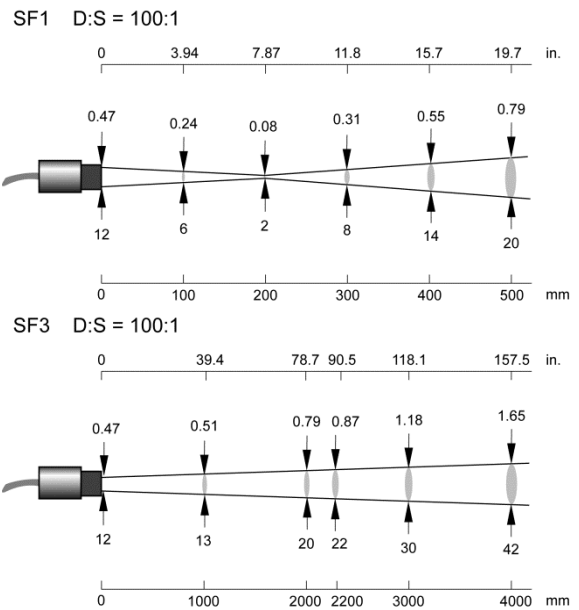 SF1 D:S = 100:1
0 3.94 7.87 11.8 15.7 19.7 in.
0.47 0.24 0.08 0.31 0.55 0.79
12 6 2 8 14 20
0 100 200 300 400 500 mm
SF3 D:S = 100:1
0 39.4 78.7 90.5 118.1 157.5 in.
0.47 0.51 0.79 0.87 1.18 1.65
12 13 20 22 30 42
0 1000 2000 2200 3000 4000 mm